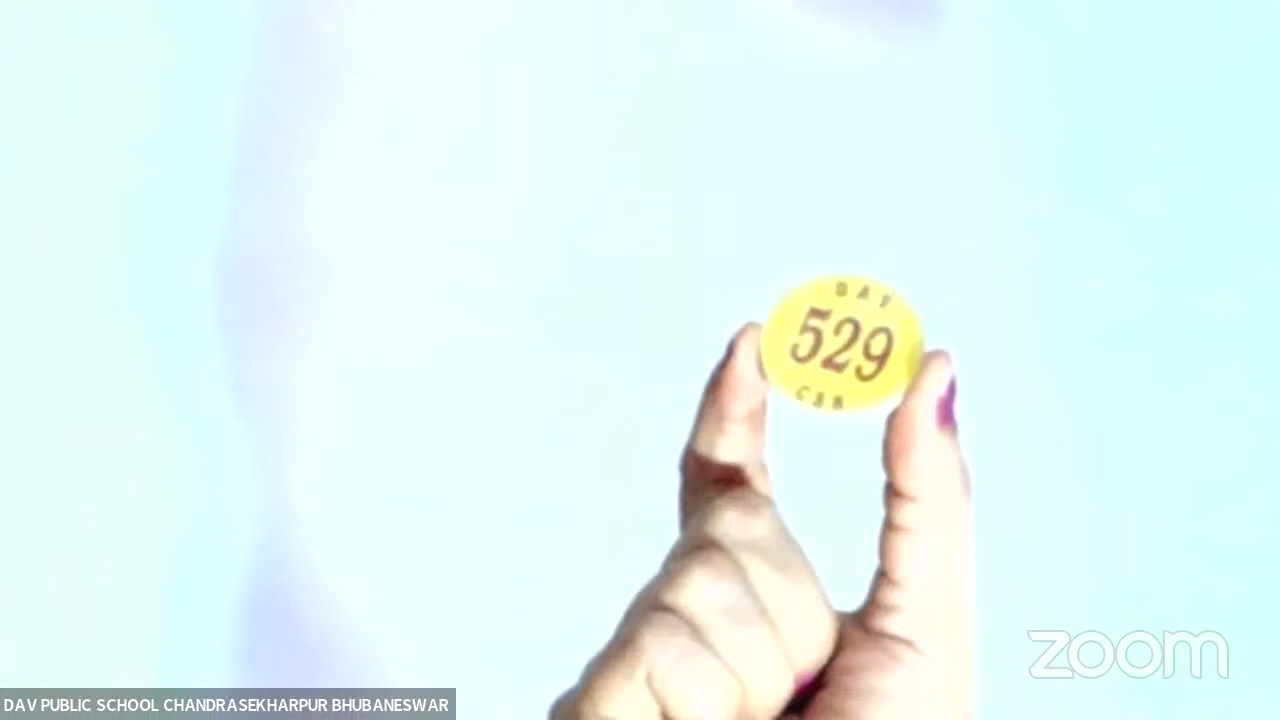 DAV
529
CSR
zoom
DAV PUBLIC SCHOOL CHANDRASEKHARPUR BHUBANESWAR